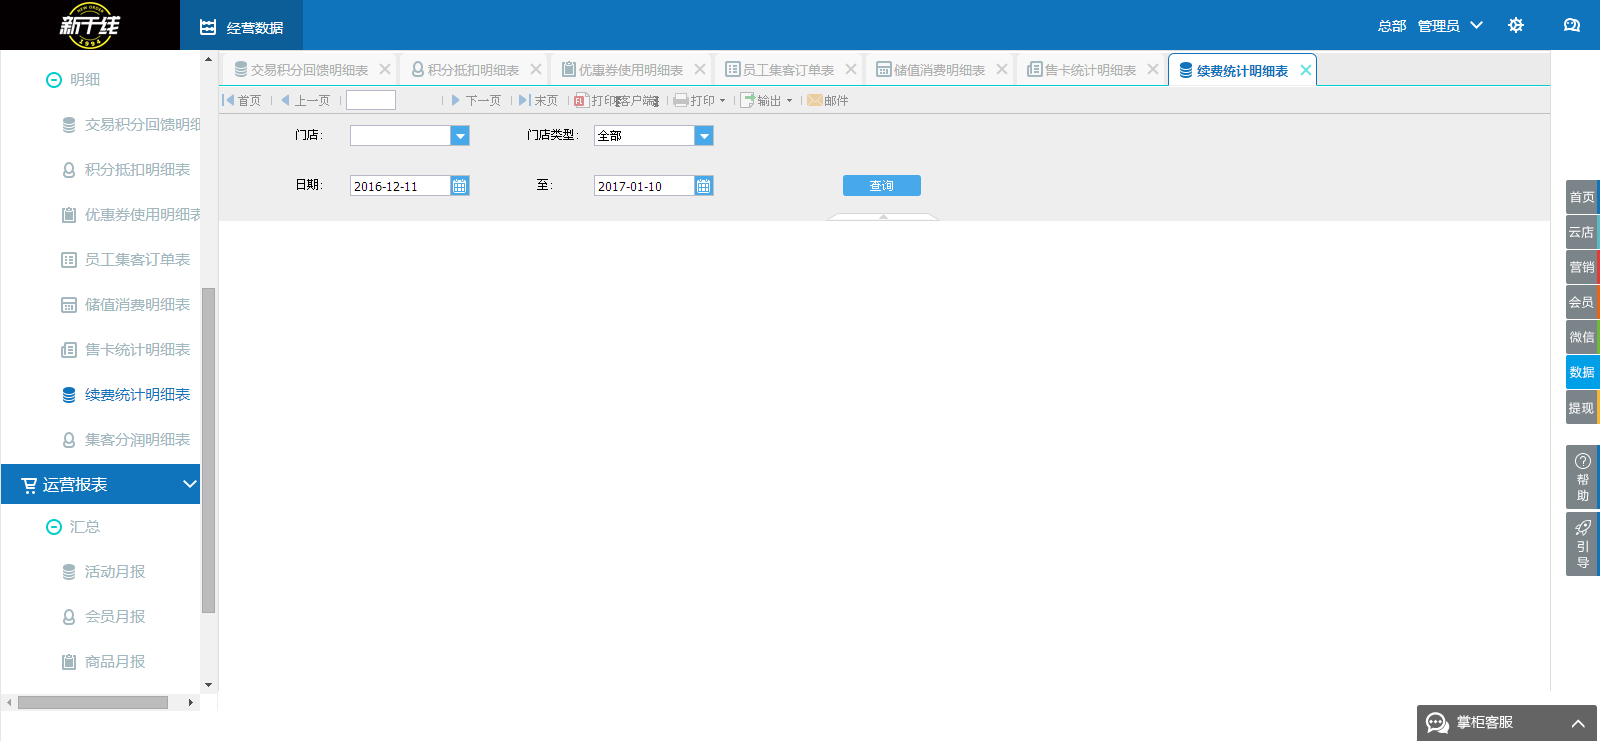 新干线
NEW ORDER
1994
经营数据
总部 管理员
交易积分回馈明细表
积分抵扣明细表
优惠券使用明细表
员工集客订单表
储值消费明细表
售卡统计明细表
续费统计明细表
首页
上一页
下一页
末页
打印[客户端]
打印
输出
邮件
门店:
门店类型:
全部
日期:
2016-12-11
至:
2017-01-10
查询
明细
交易积分回馈明细
积分抵扣明细表
优惠券使用明细表
员工集客订单表
储值消费明细表
售卡统计明细表
续费统计明细表
集客分润明细表
运营报表
汇总
活动月报
会员月报
商品月报
首页
云店
营销
会员
微信
数据
提现
帮助
引导
掌柜客服